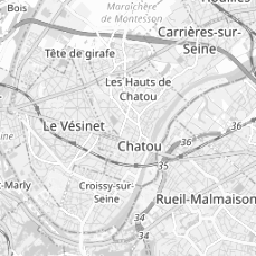 Maraîchère
de Montesson
Bois
Carrières-sur-
Seine
Tête de girafe
Les Hauts de
Chatou
Le Vésinet
Chatou
36
36
35
-Marly
Croissy-sur-
Seine
Rueil-Malmaison
34
34